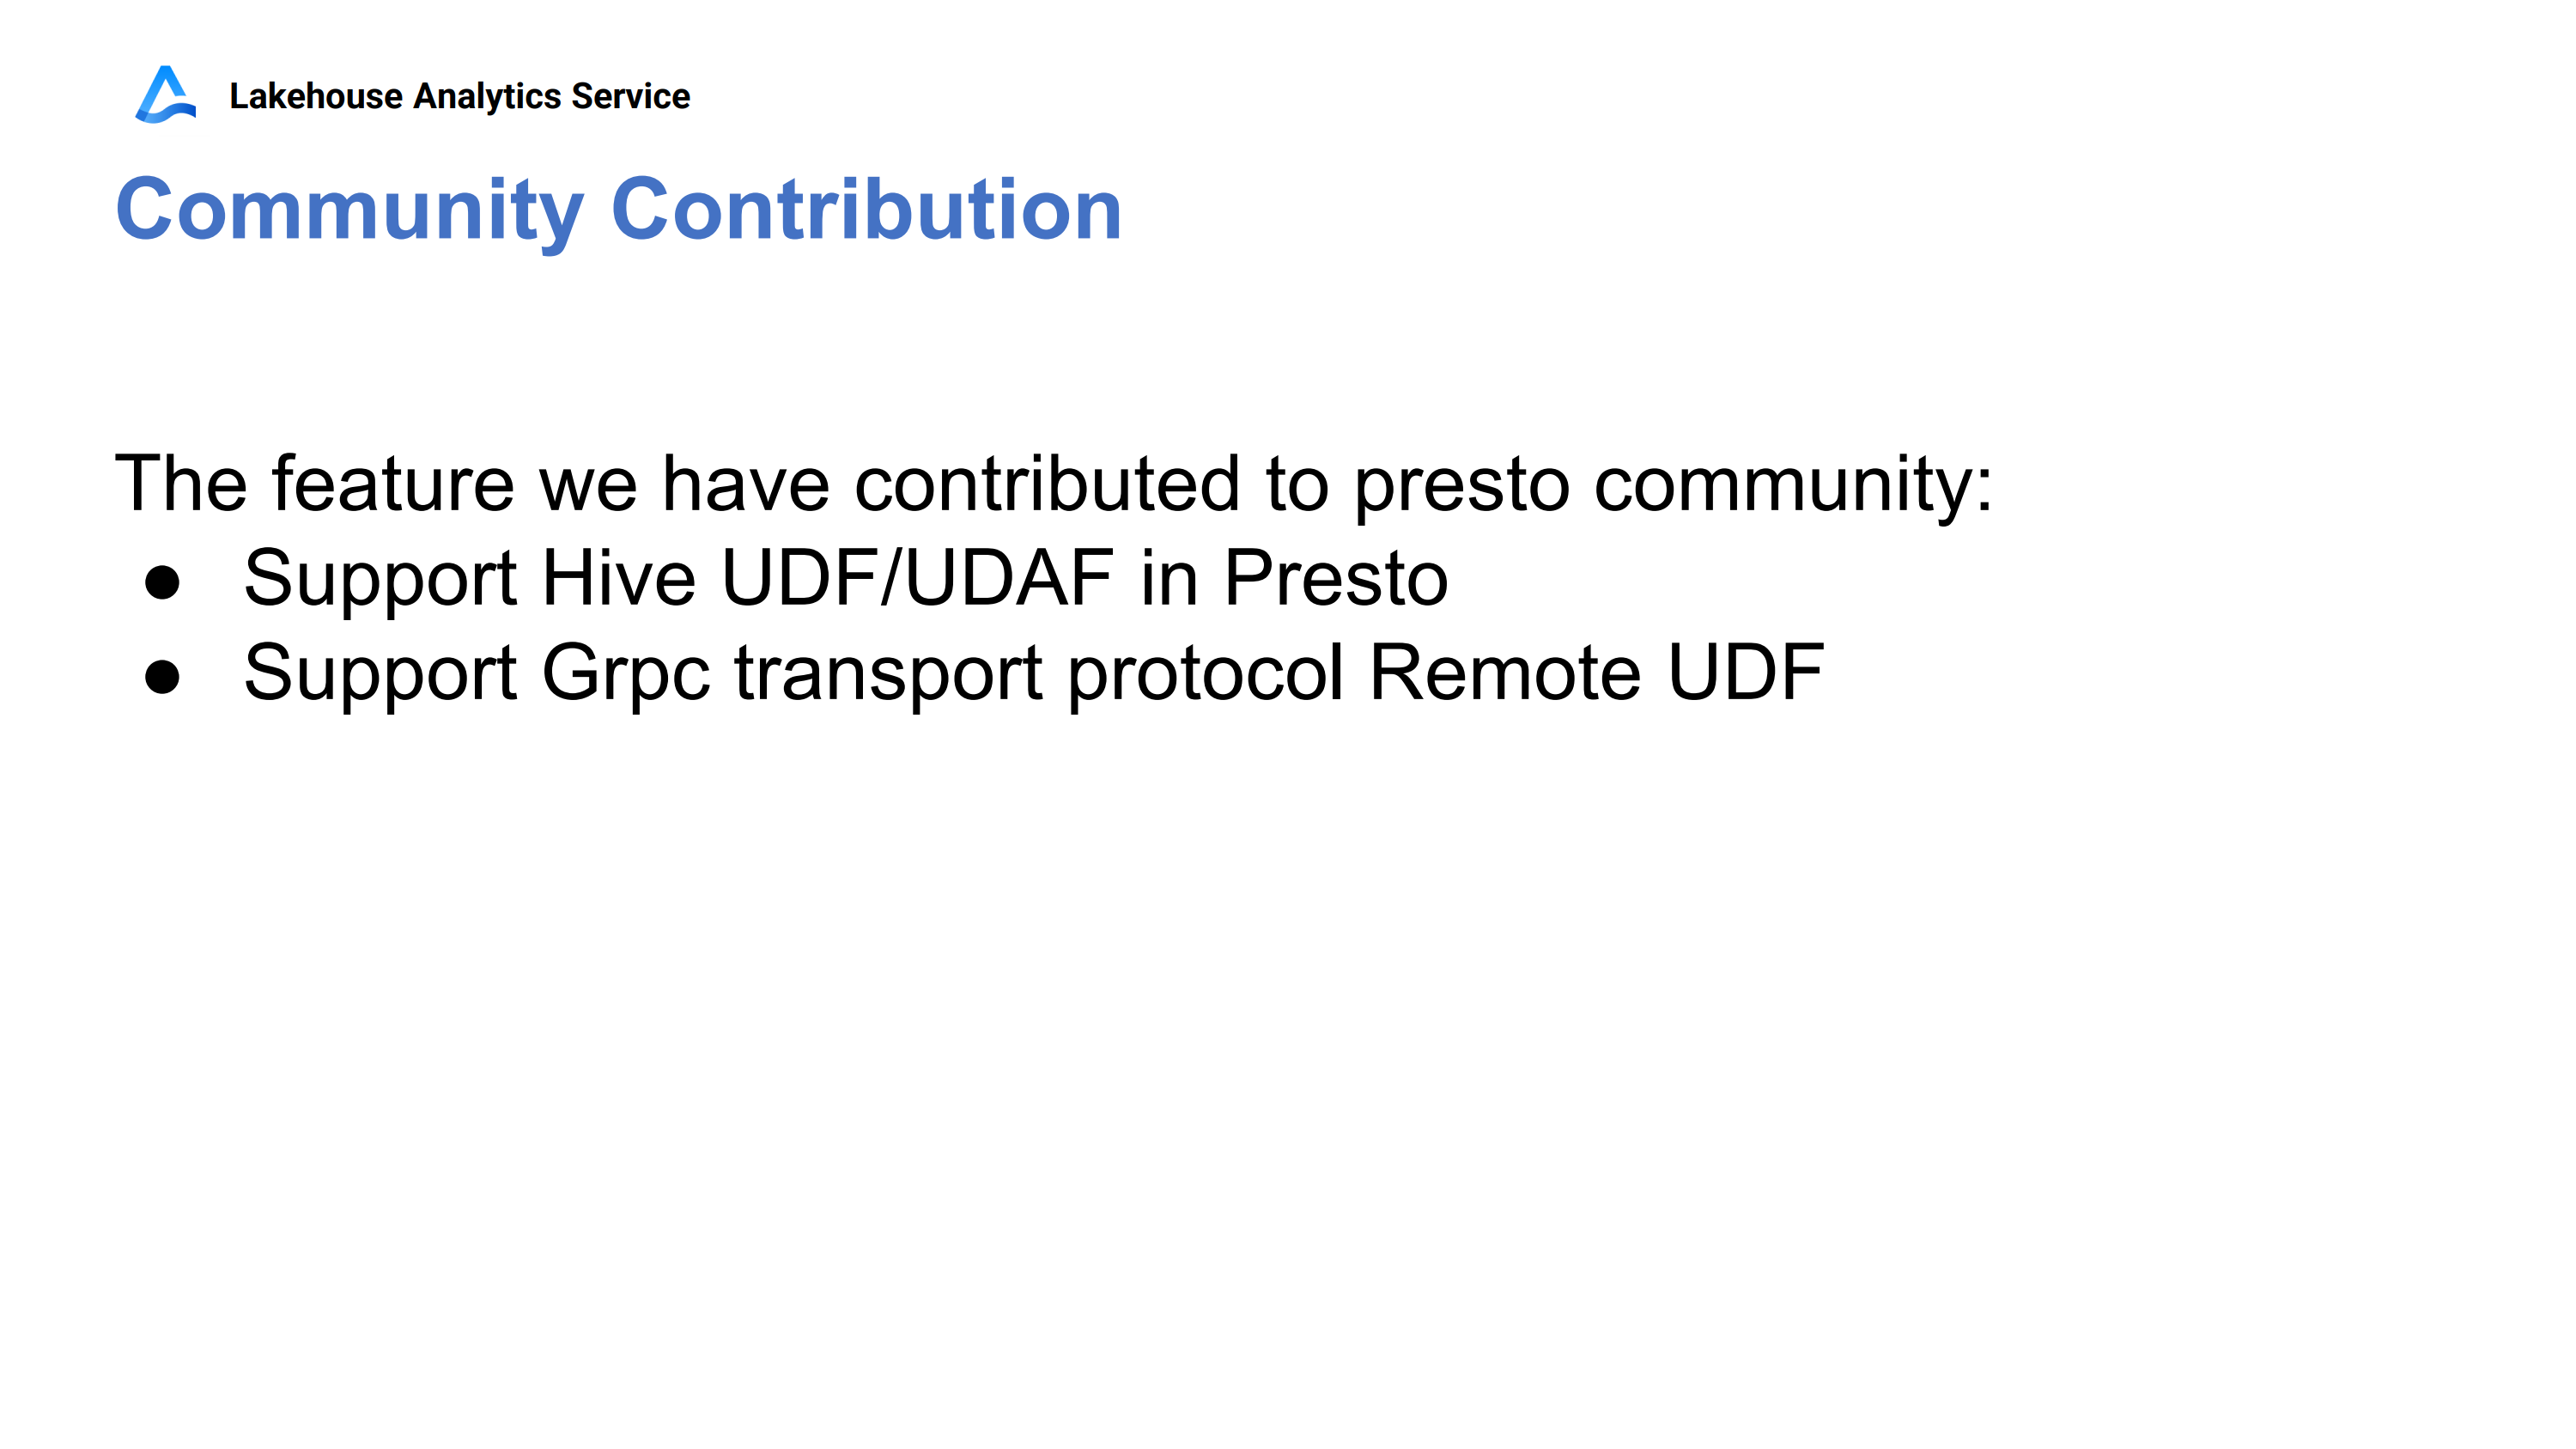 Lakehouse Analytics Service
Community Contribution
The feature we have contributed to presto community:
● Support Hive UDF/UDAF in Presto
● Support Grpc transport protocol Remote UDF